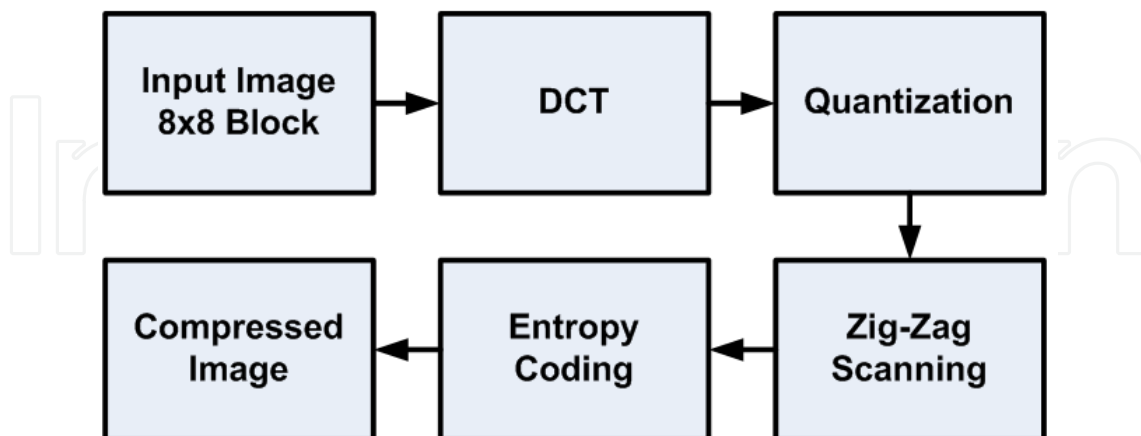 Input Image
8x8 Block
DCT
Quantization
Zig-Zag
Scanning
Entropy
Coding
Compressed
Image